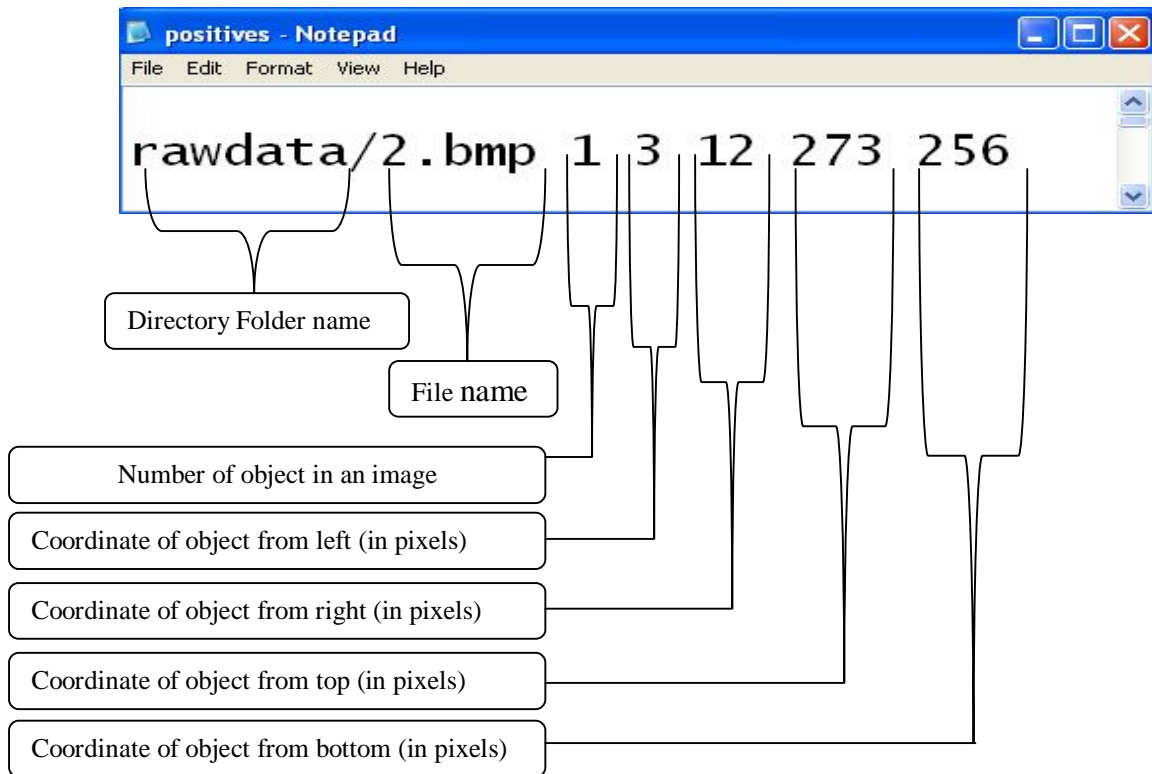 positives - Notepad
File Edit Format View Help
rawdata/2.bmp 1 3 12 273 256
Directory Folder name
File name
Number of object in an image
Coordinate of object from left (in pixels)
Coordinate of object from right (in pixels)
Coordinate of object from top (in pixels)
Coordinate of object from bottom (in pixels)